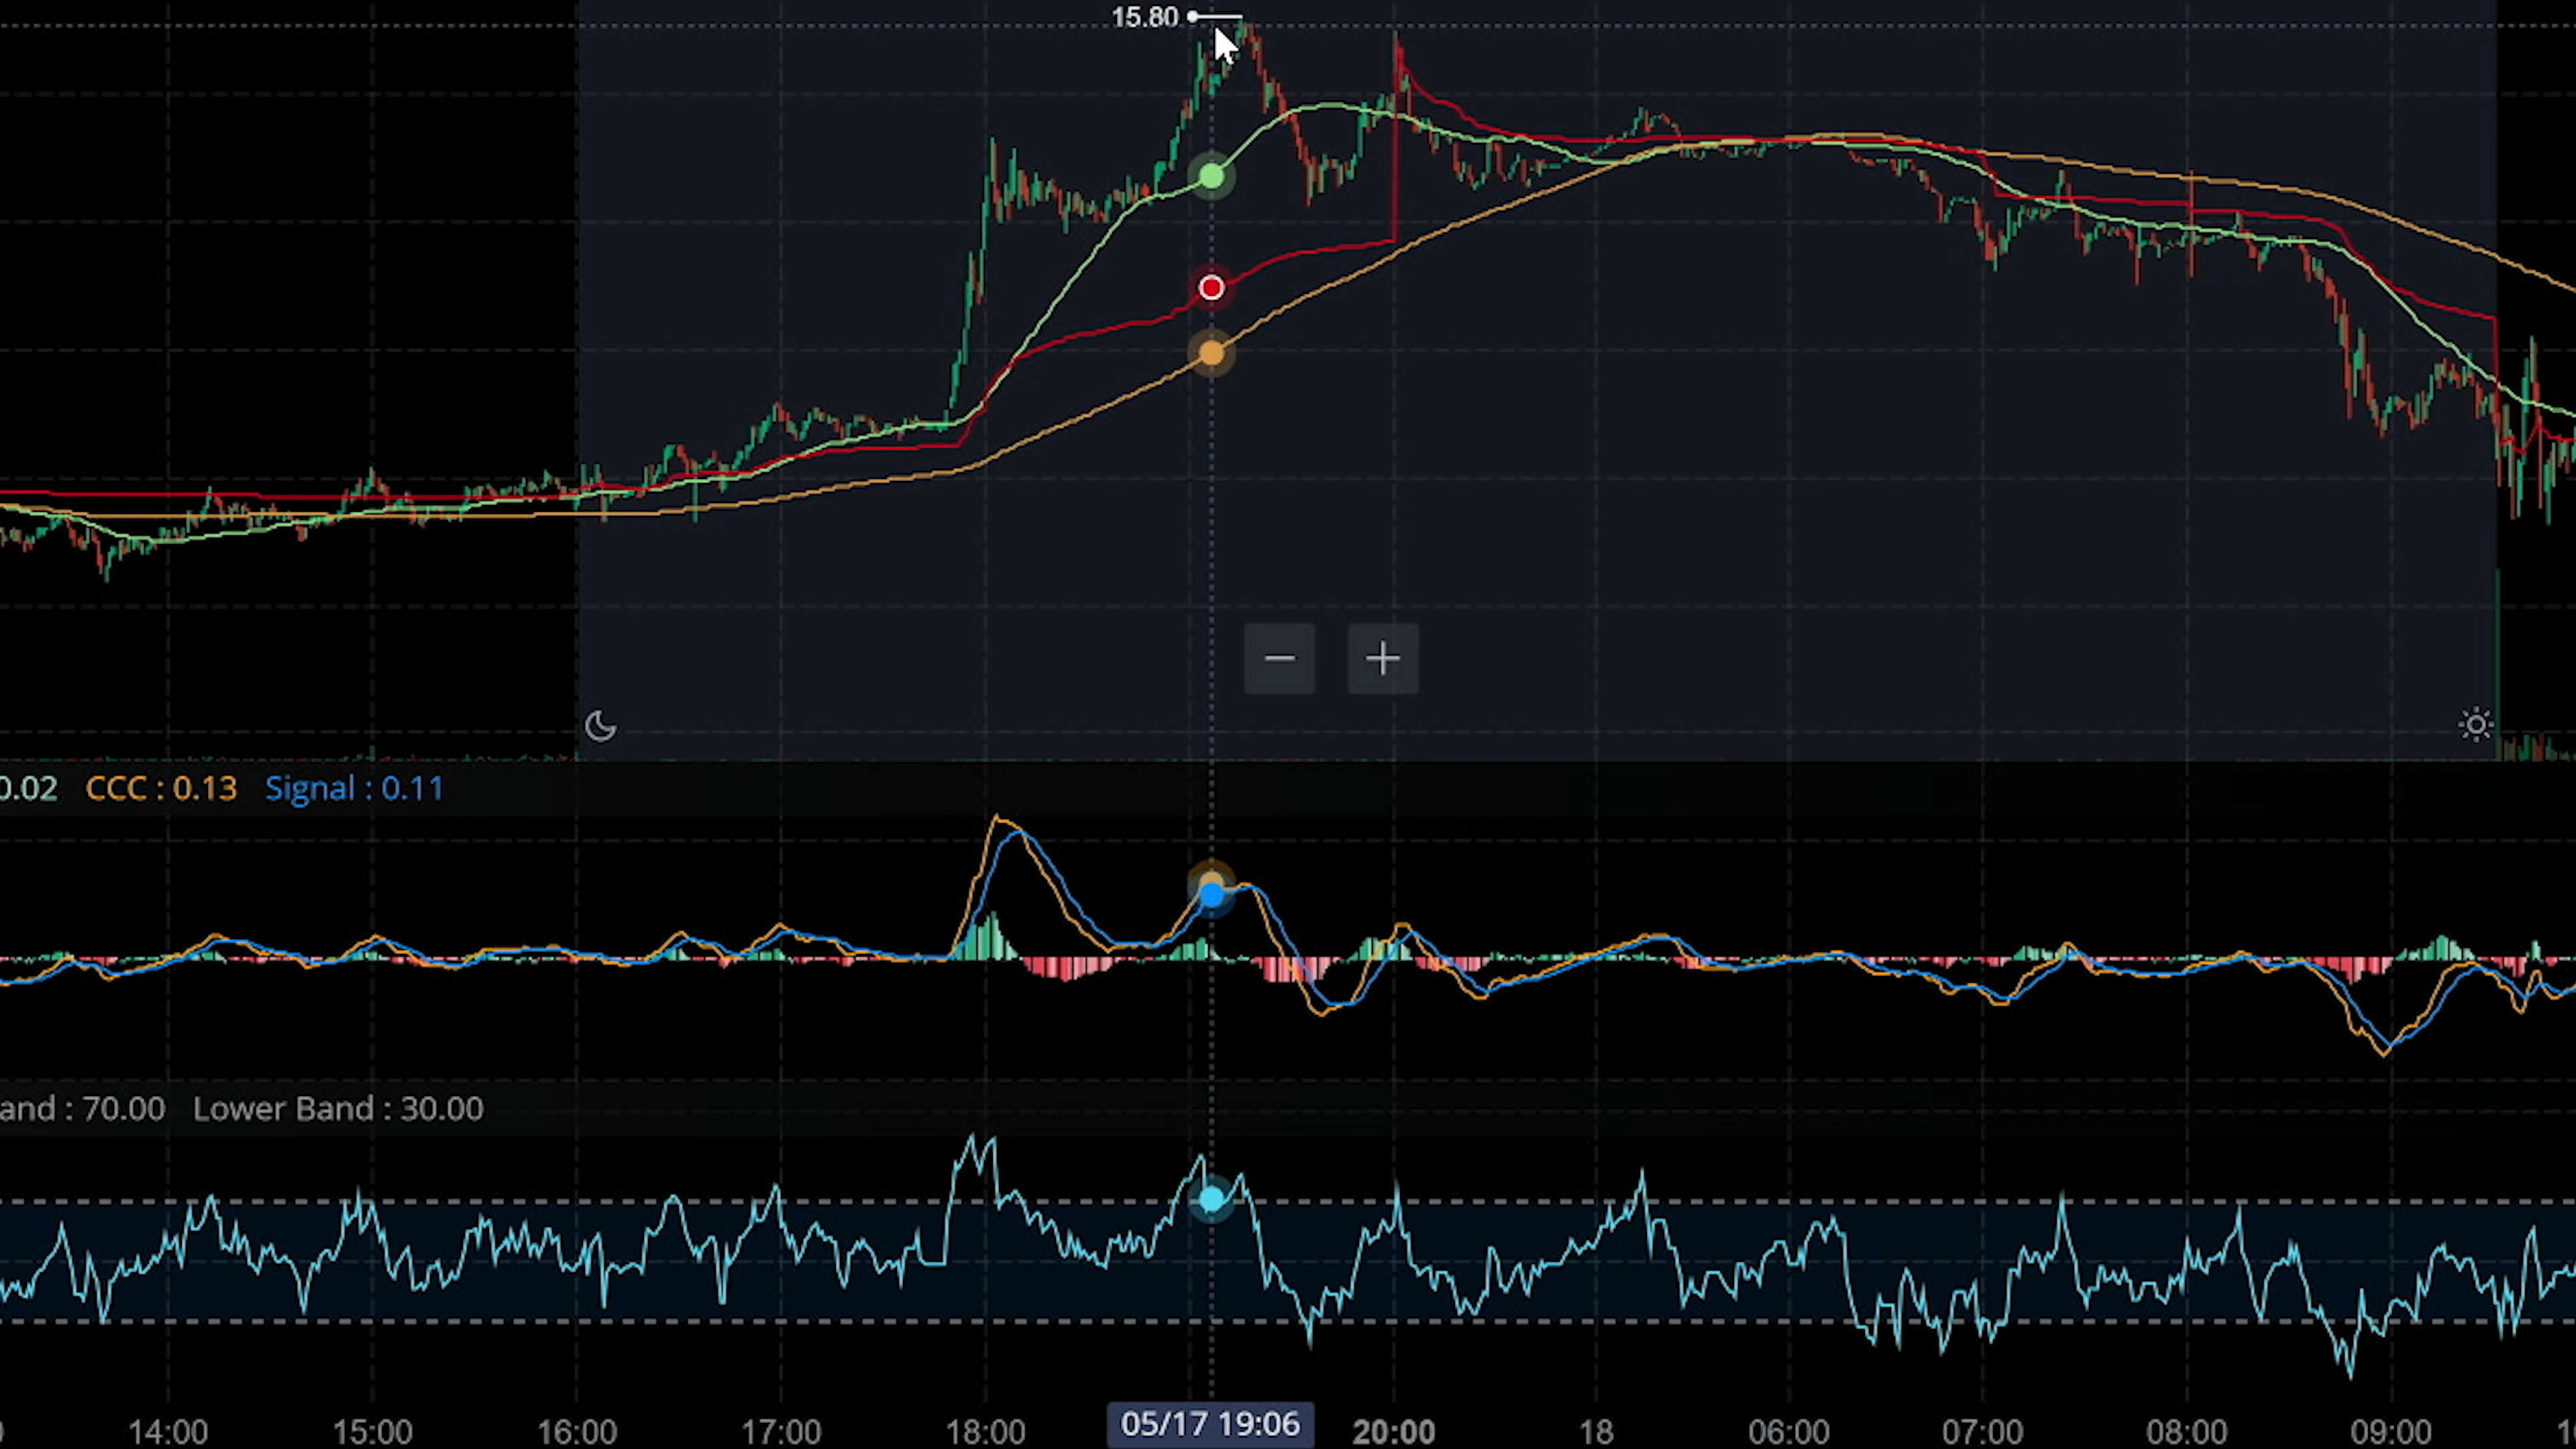 15.80
0.02 CCC : 0.13 Signal : 0.11
and : 70.00 Lower Band : 30.00
14:00 15:00 16:00 17:00 18:00 05/17 19:06 20:00 18 06:00 07:00 08:00 09:00